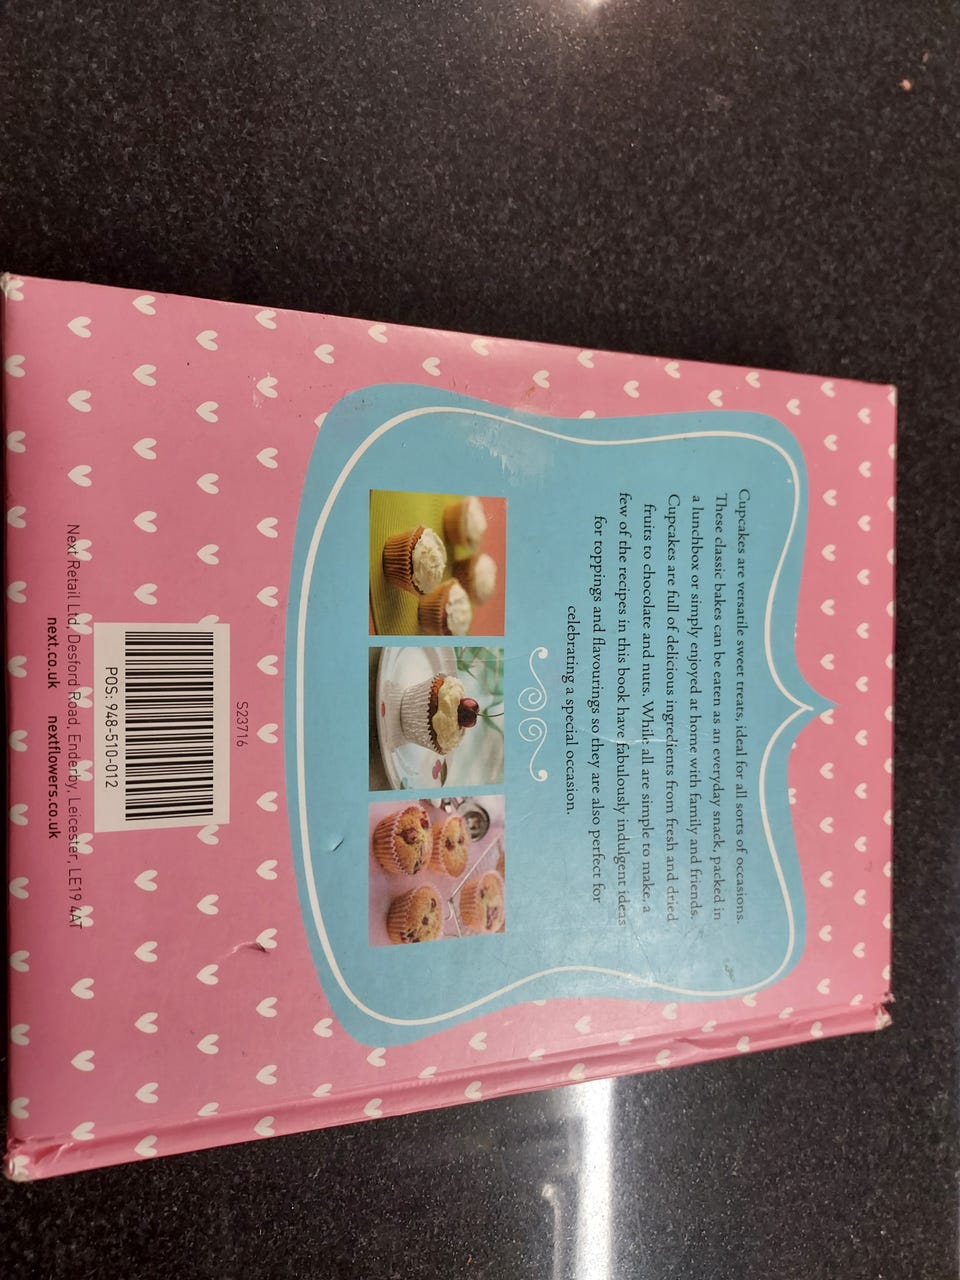 Cupcakes are versatile sweet treats, ideal for all sorts of occasions.
These classic bakes can be eaten as an everyday snack, packed in
a lunchbox or simply enjoyed at home with family and friends.
Cupcakes are full of delicious ingredients from fresh and dried
fruits to chocolate and nuts. While all are simple to make, a
few of the recipes in this book have fabulously indulgent ideas
for toppings and flavourings so they are also perfect for
celebrating a special occasion.
S23716
POS: 948-510-012
Next Retail Ltd, Desford Road, Enderby, Leicester, LE19 4AT
next.co.uk nextflowers.co.uk